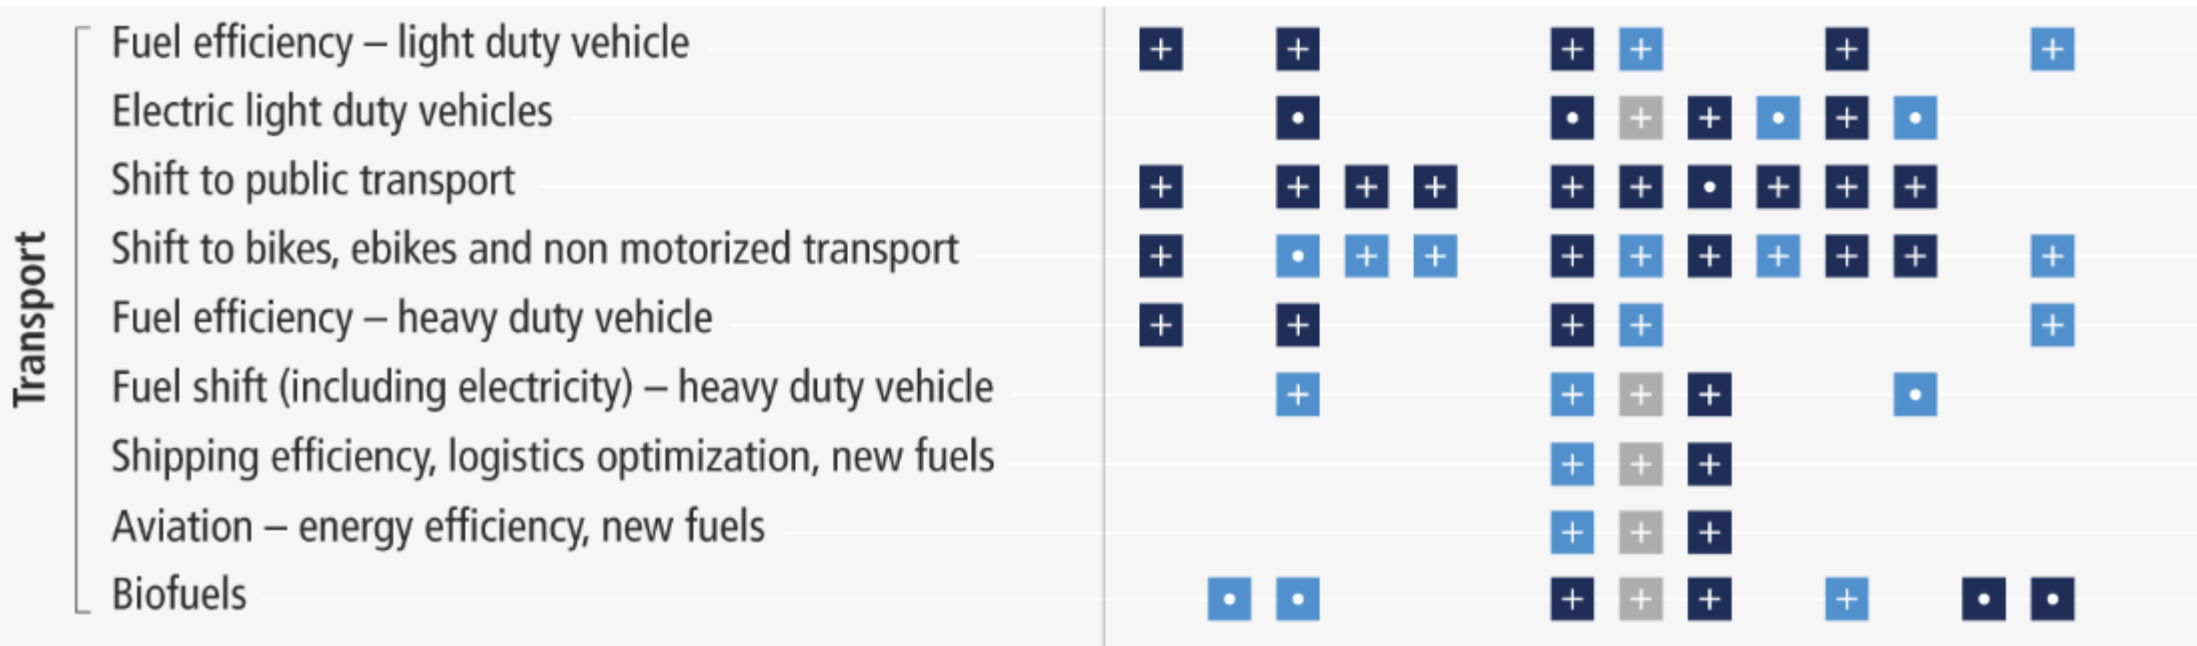 Transport
Fuel efficiency – light duty vehicle + + + + + +
Electric light duty vehicles • • + + • + •
Shift to public transport + + + + + + • + + +
Shift to bikes, ebikes and non motorized transport + • + + + + + + + + +
Fuel efficiency – heavy duty vehicle + + + + +
Fuel shift (including electricity) – heavy duty vehicle + + + + •
Shipping efficiency, logistics optimization, new fuels + + +
Aviation – energy efficiency, new fuels + + +
Biofuels • • + + + + • •